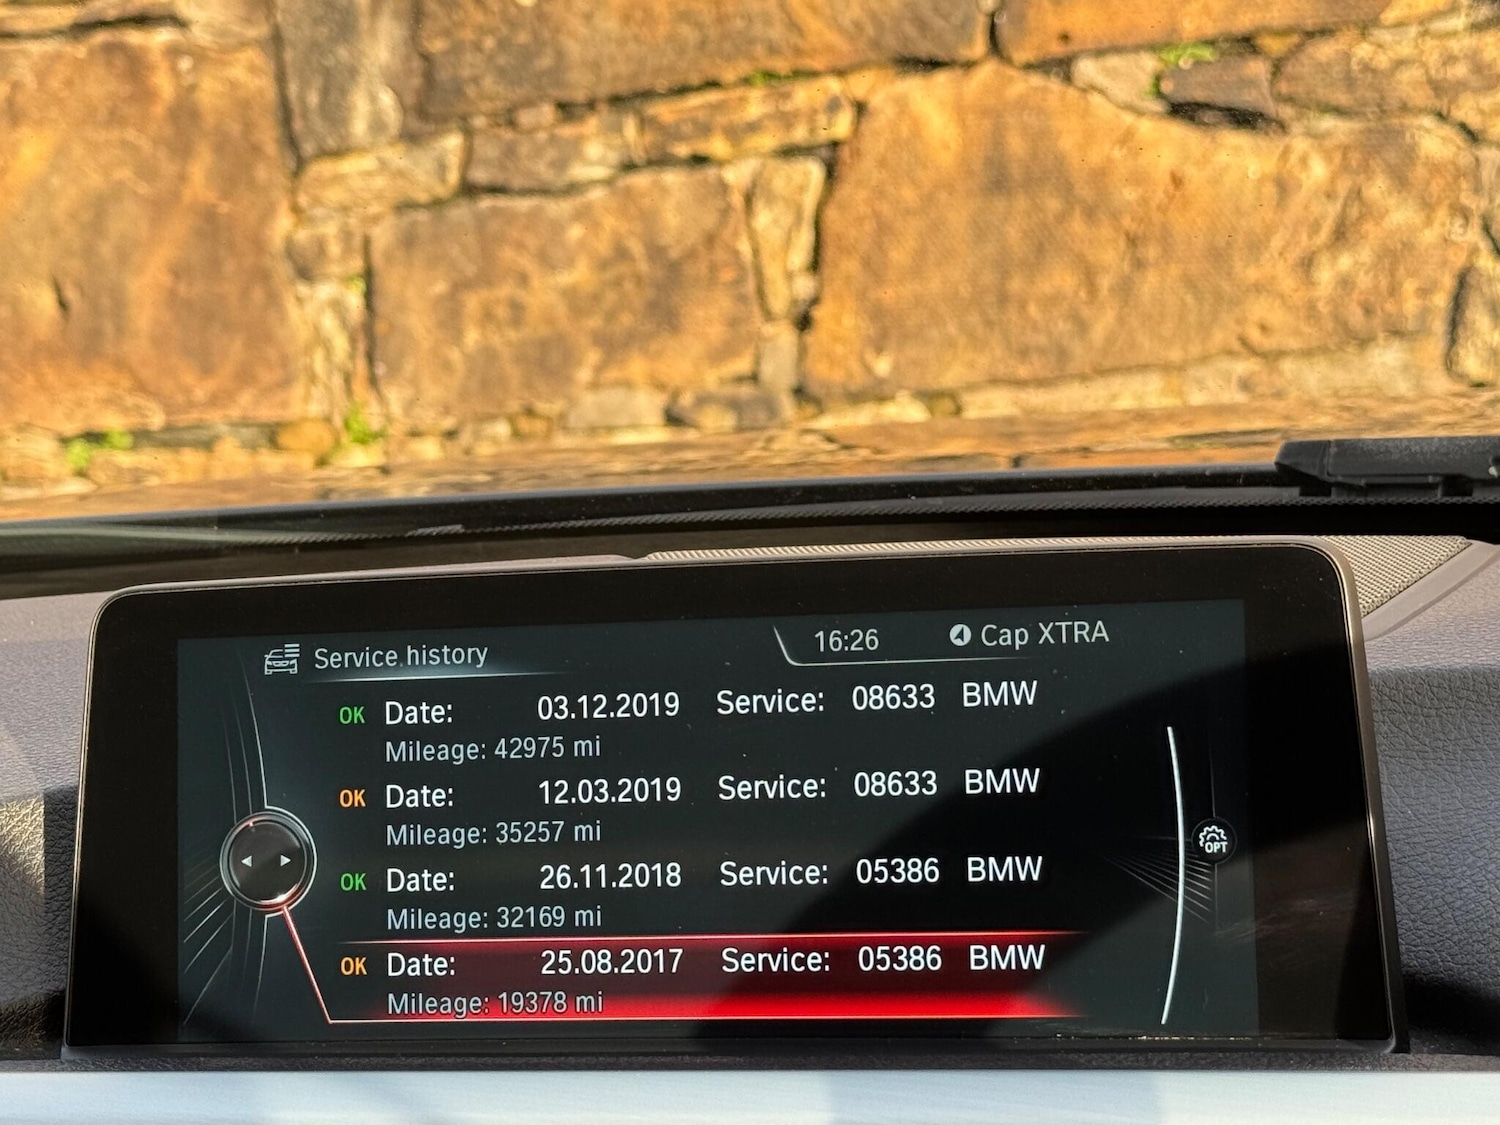 Service history 16:26 Cap XTRA
OK Date: 03.12.2019 Service: 08633 BMW
Mileage: 42975 mi
OK Date: 12.03.2019 Service: 08633 BMW
Mileage: 35257 mi
OK Date: 26.11.2018 Service: 05386 BMW
Mileage: 32169 mi
OPT
OK Date: 25.08.2017 Service: 05386 BMW
Mileage: 19378 mi